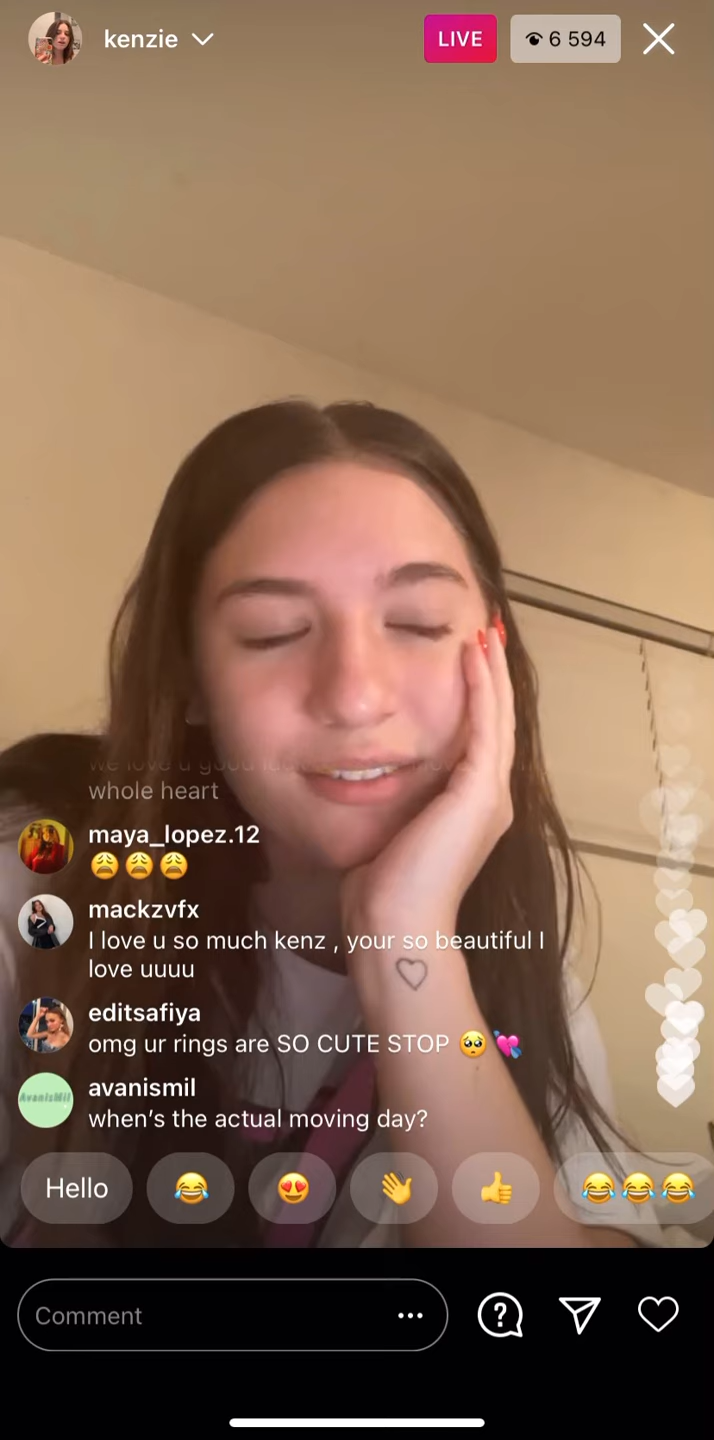 kenzie
LIVE
6 594
whole heart
maya_lopez.12
😩😩😩
mackzvfx
I love u so much kenz , your so beautiful I
love uuuu
editsafiya
omg ur rings are SO CUTE STOP 🥺💘
avanismil
when's the actual moving day?
Hello 😂 😍 👋 👍 😂😂😂
Comment